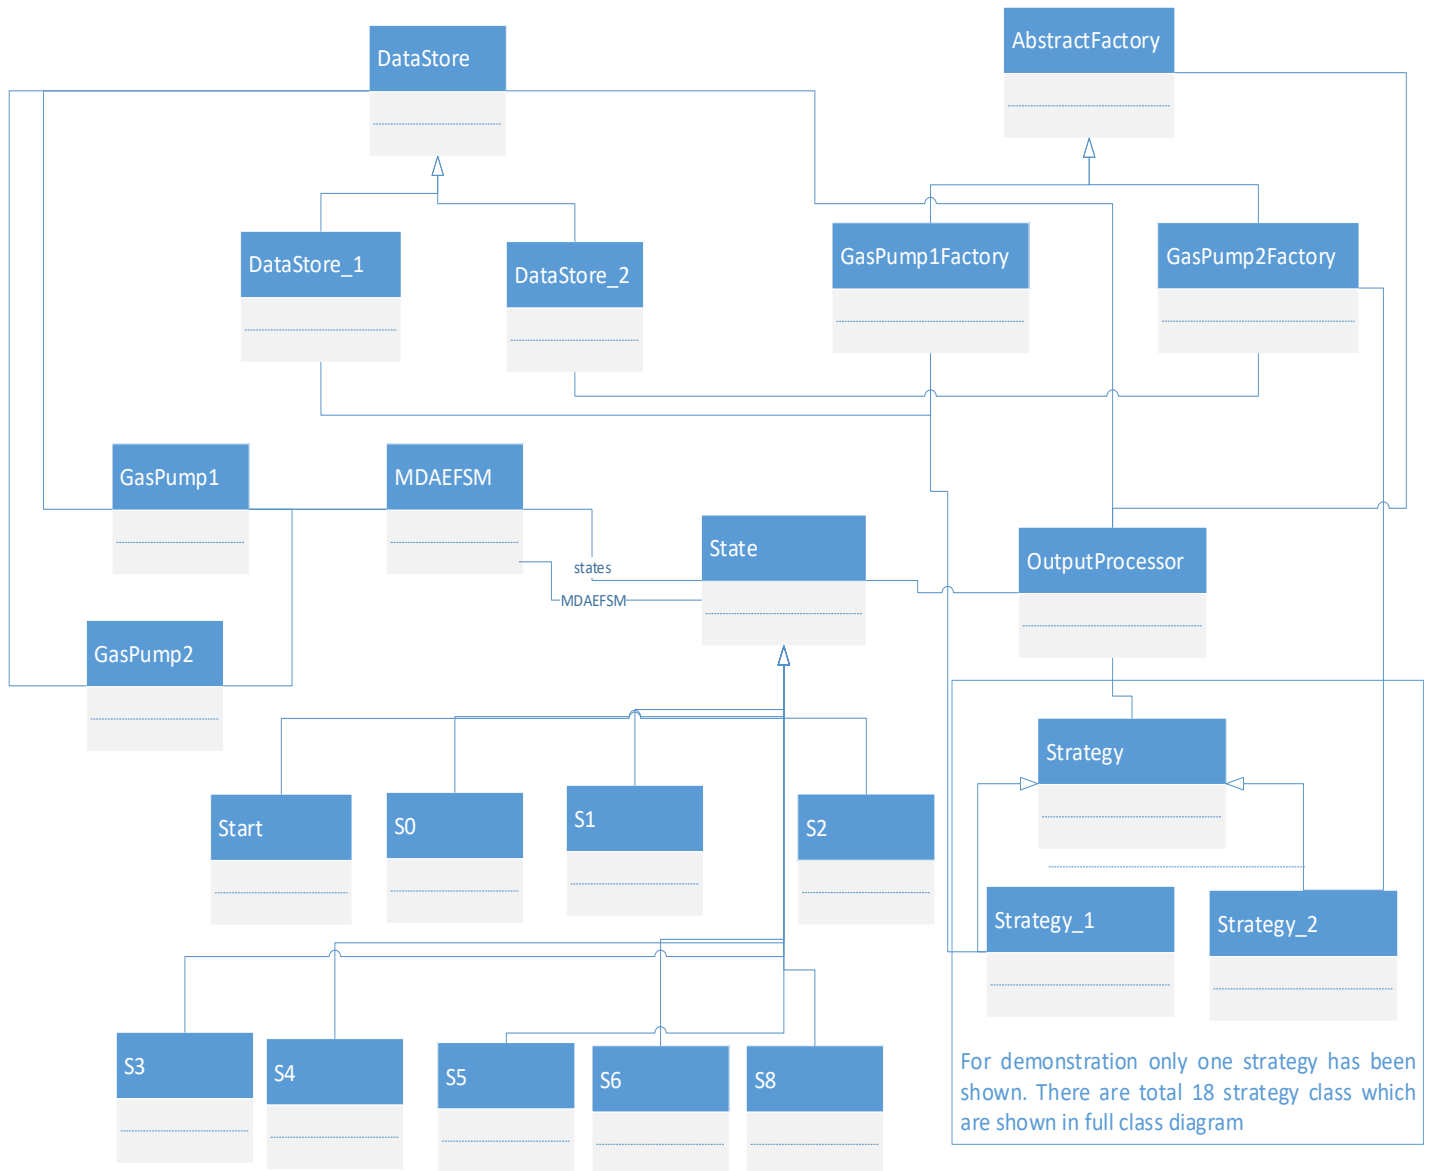 DataStore
AbstractFactory
DataStore_1
DataStore_2
GasPump1Factory
GasPump2Factory
GasPump1
MDAEFSM
State
OutputProcessor
states
MDAEFSM
GasPump2
Strategy
Start
S0
S1
S2
Strategy_1
Strategy_2
S3
S4
S5
S6
S8
For demonstration only one strategy has been
shown. There are total 18 strategy class which
are shown in full class diagram